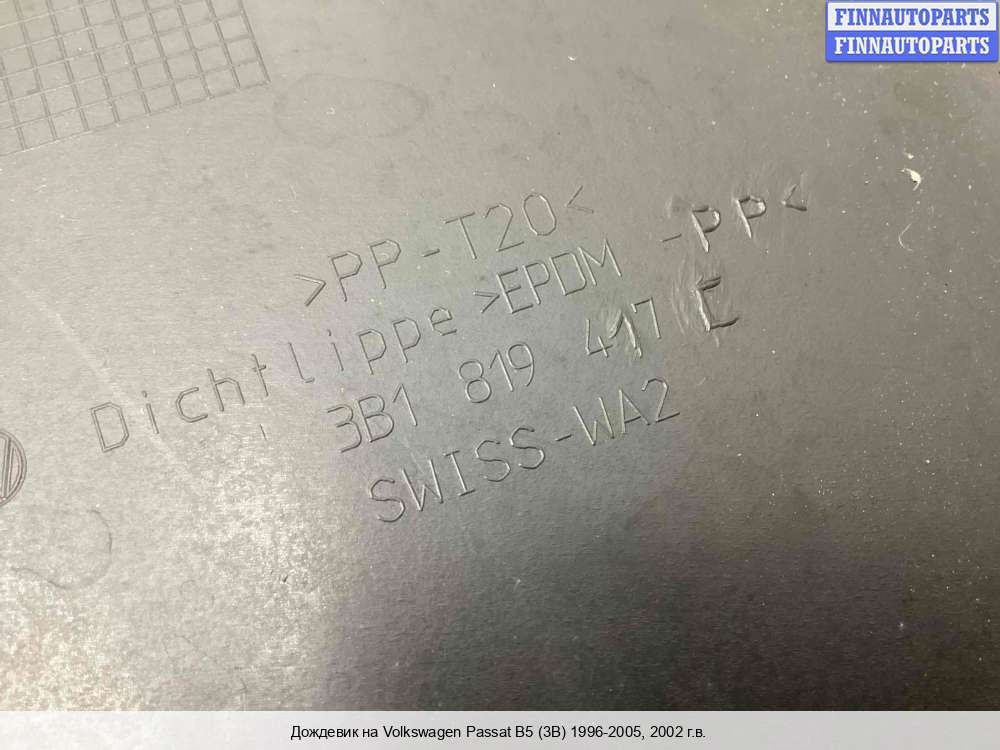 FINNAUTOPARTS
FINNAUTOPARTS
>PP-T20<
Dichtlippe >EPDM -PP<
3B1 819 417 C
SWISS-WA2
Дождевик на Volkswagen Passat B5 (3B) 1996-2005, 2002 г.в.